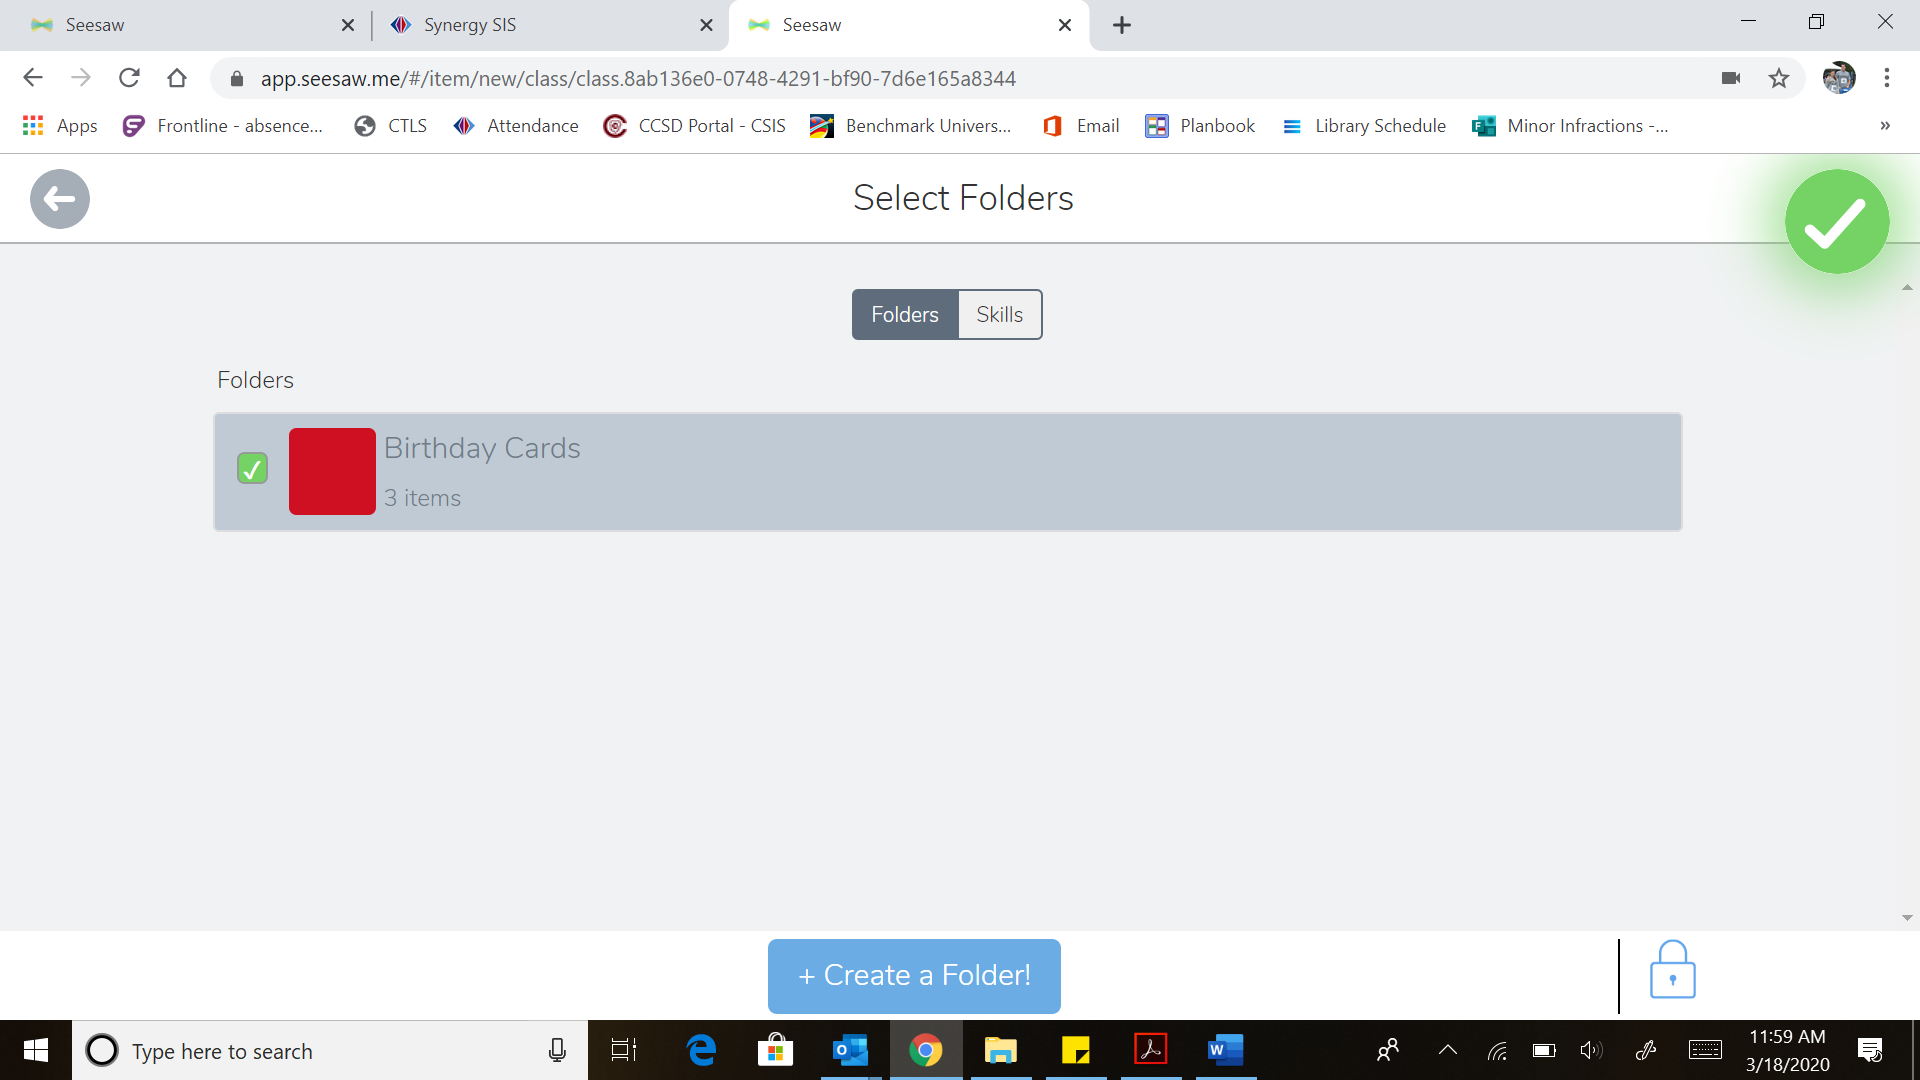 Seesaw
Synergy SIS
Seesaw
app.seesaw.me/#/item/new/class/class.8ab136e0-0748-4291-bf90-7d6e165a8344
Apps
Frontline - absence...
CTLS
Attendance
CCSD Portal - CSIS
Benchmark Univers...
Email
Planbook
Library Schedule
Minor Infractions -...
»
Select Folders
Folders
Skills
Folders
Birthday Cards
3 items
+ Create a Folder!
Type here to search
11:59 AM
3/18/2020